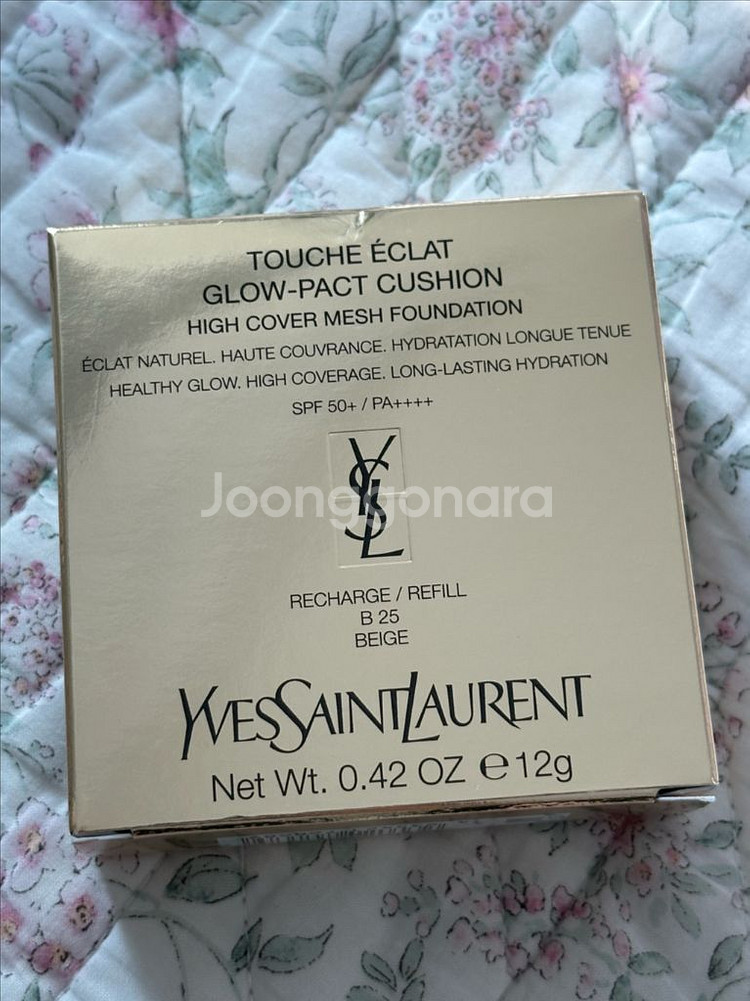 TOUCHE ÉCLAT
GLOW-PACT CUSHION
HIGH COVER MESH FOUNDATION
ÉCLAT NATUREL. HAUTE COUVRANCE. HYDRATATION LONGUE TENUE
HEALTHY GLOW. HIGH COVERAGE. LONG-LASTING HYDRATION
SPF 50+ / PA++++
YSL
Joonggonara
RECHARGE / REFILL
B 25
BEIGE
YVESSAINTLAURENT
Net Wt. 0.42 OZ ℮12g